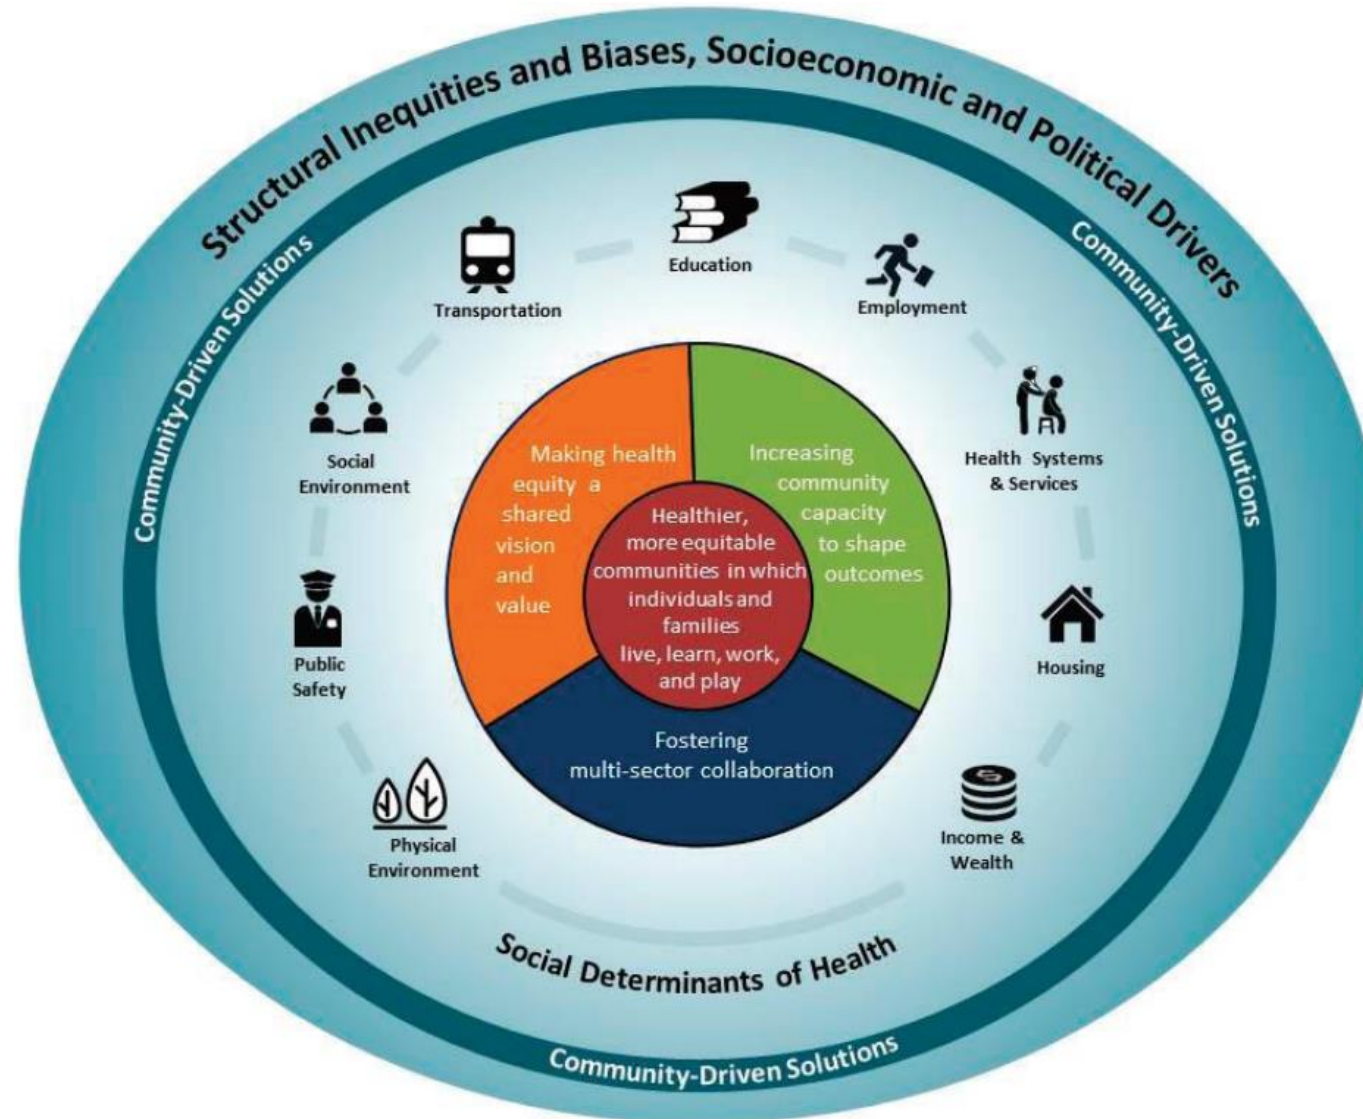 Structural Inequities and Biases, Socioeconomic and Political Drivers
Community-Driven Solutions
Community-Driven Solutions
Education
Transportation
Employment
Social
Environment
Health Systems
& Services
Public
Safety
Housing
Physical
Environment
Income &
Wealth
Making health
equity a
shared
vision
and
value
Increasing
community
capacity
to shape
outcomes
Healthier,
more equitable
communities in which
individuals and
families
live, learn, work,
and play
Fostering
multi-sector collaboration
Social Determinants of Health
Community-Driven Solutions